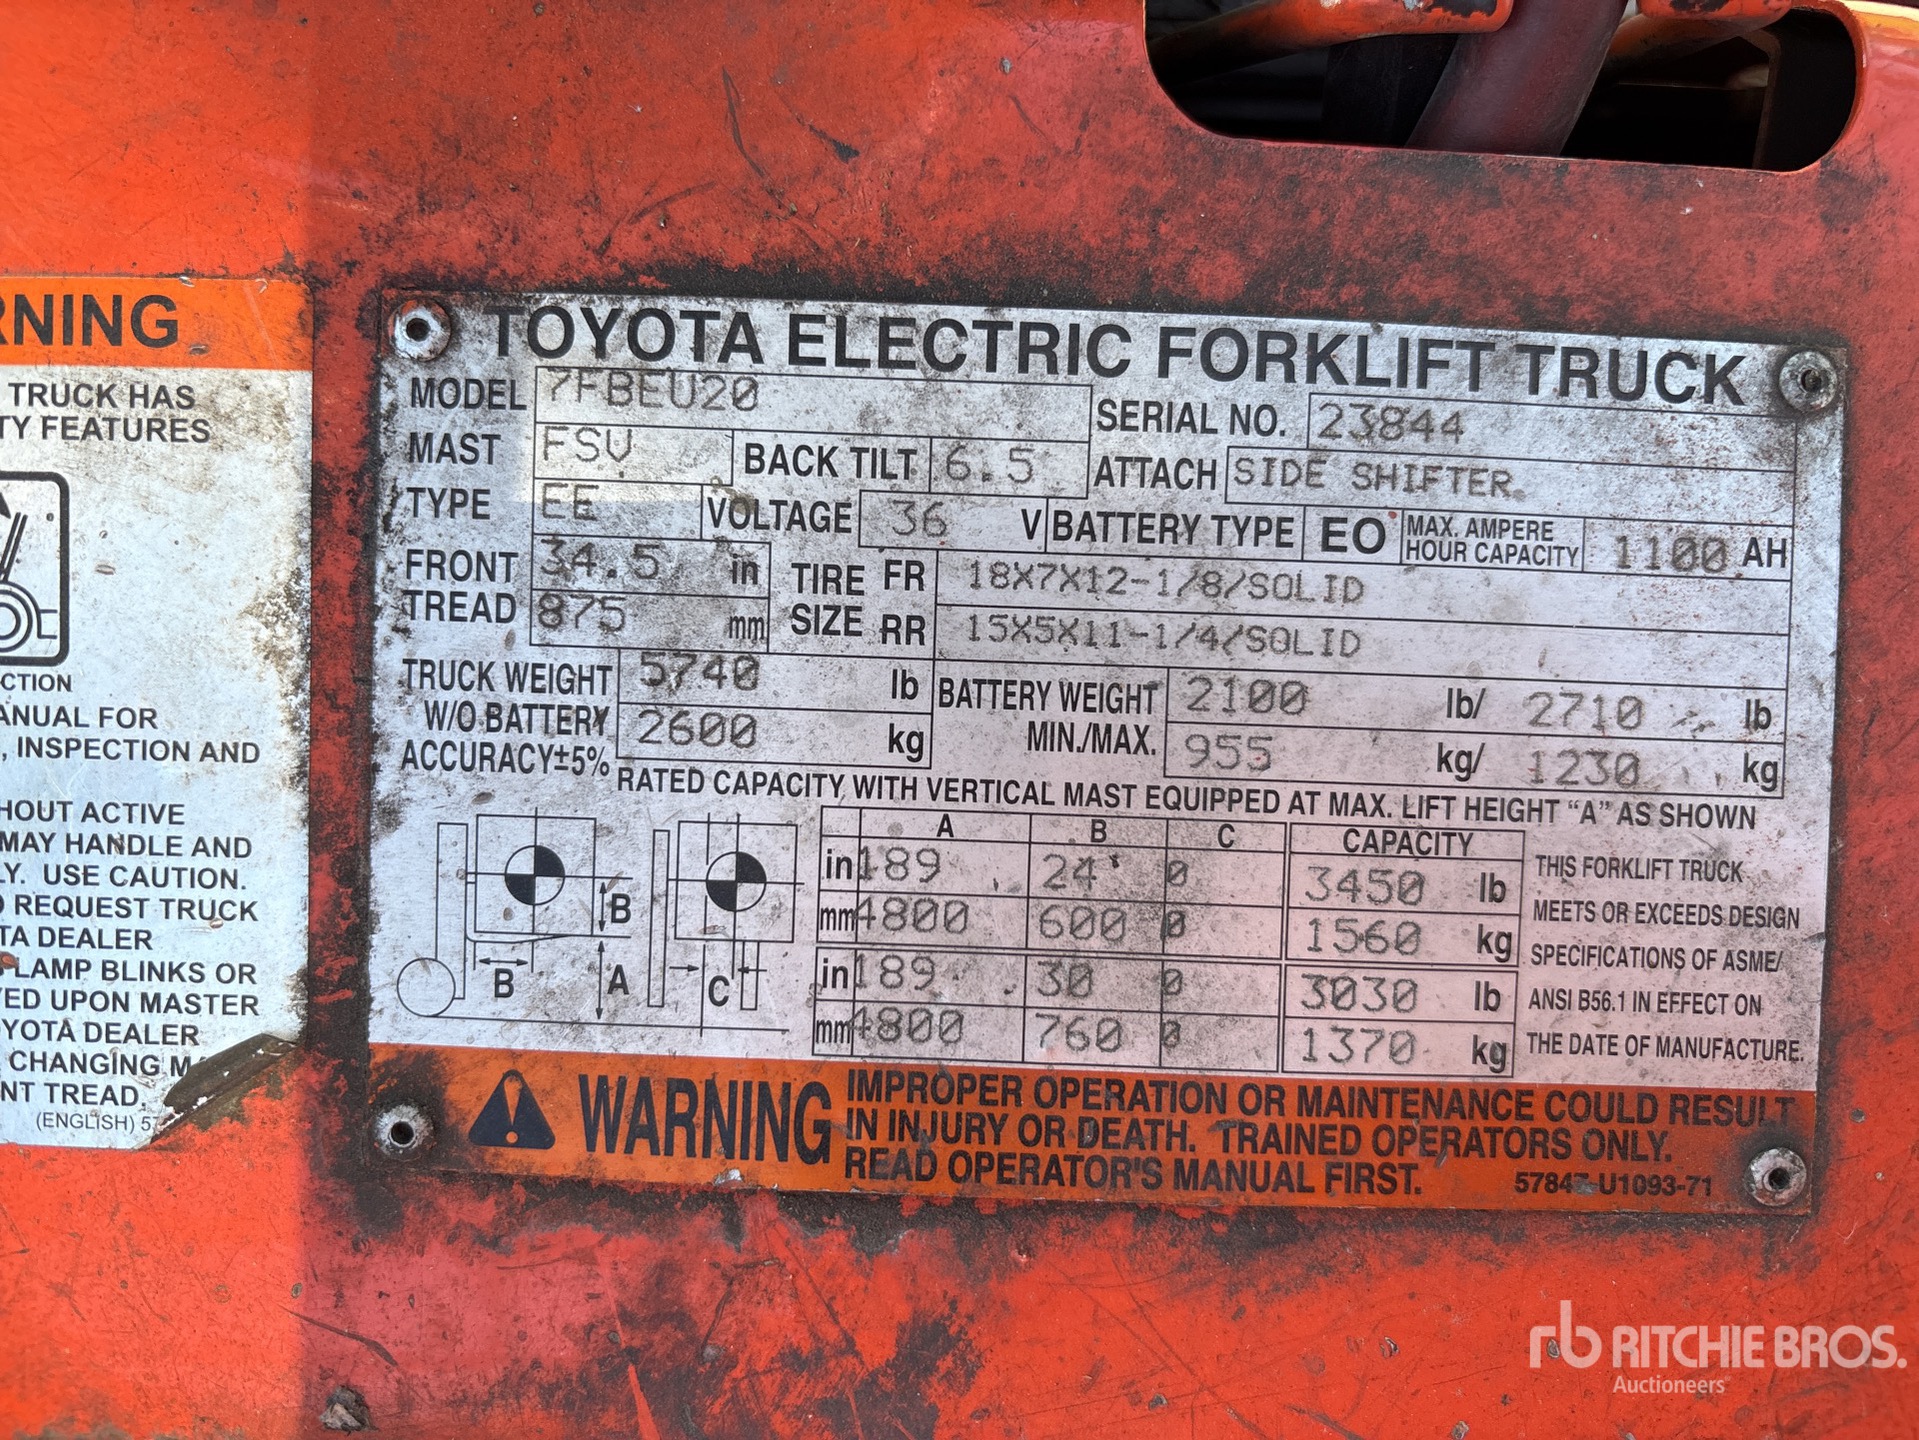 RNING
TRUCK HAS
TY FEATURES
CTION
ANUAL FOR
, INSPECTION AND
HOUT ACTIVE
MAY HANDLE AND
LY. USE CAUTION.
REQUEST TRUCK
TA DEALER
LAMP BLINKS OR
YED UPON MASTER
OYOTA DEALER
CHANGING
NT TREAD.
(ENGLISH) 57
TOYOTA ELECTRIC FORKLIFT TRUCK
MODEL 7FBEU20 SERIAL NO. 23844
MAST FSV BACK TILT 6.5 ATTACH SIDE SHIFTER
TYPE EE VOLTAGE 36 V BATTERY TYPE EO MAX. AMPERE HOUR CAPACITY 1100 AH
FRONT TREAD 34.5 in TIRE SIZE FR 18X7X12-1/8/SOLID
875 mm RR 15X5X11-1/4/SOLID
TRUCK WEIGHT 5740 lb BATTERY WEIGHT 2100 lb/ 2710 lb
W/O BATTERY 2600 kg MIN./MAX. 955 kg/ 1230 kg
ACCURACY±5%
RATED CAPACITY WITH VERTICAL MAST EQUIPPED AT MAX. LIFT HEIGHT "A" AS SHOWN
A B C CAPACITY
in 189 24 0 3450 lb
mm 4800 600 0 1560 kg
in 189 30 0 3030 lb
mm 4800 760 0 1370 kg
B
B A C
THIS FORKLIFT TRUCK
MEETS OR EXCEEDS DESIGN
SPECIFICATIONS OF ASME/
ANSI B56.1 IN EFFECT ON
THE DATE OF MANUFACTURE.
WARNING IMPROPER OPERATION OR MAINTENANCE COULD RESULT
IN INJURY OR DEATH. TRAINED OPERATORS ONLY.
READ OPERATOR'S MANUAL FIRST. U1093-71
rb RITCHIE BROS.
Auctioneers